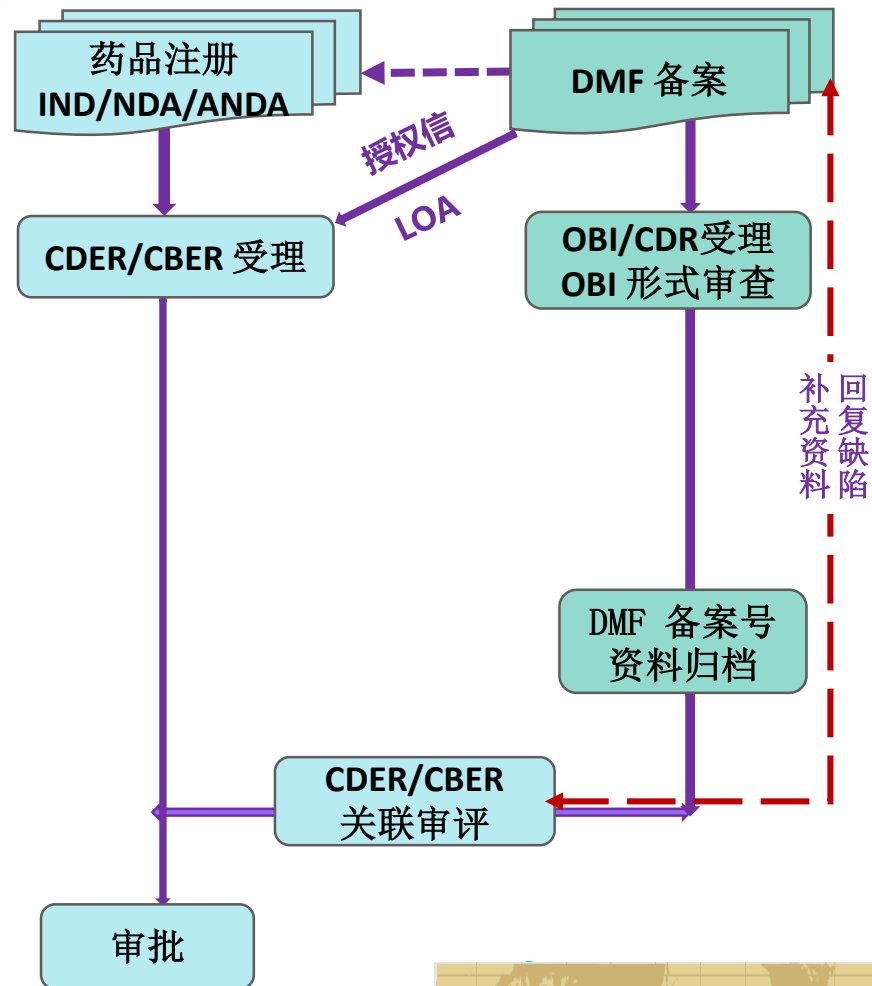 药品注册
IND/NDA/ANDA
DMF 备案
授权信
LOA
CDER/CBER 受理
OBI/CDR受理
OBI 形式审查
回复缺陷
补充资料
DMF 备案号
资料归档
CDER/CBER
关联审评
审批